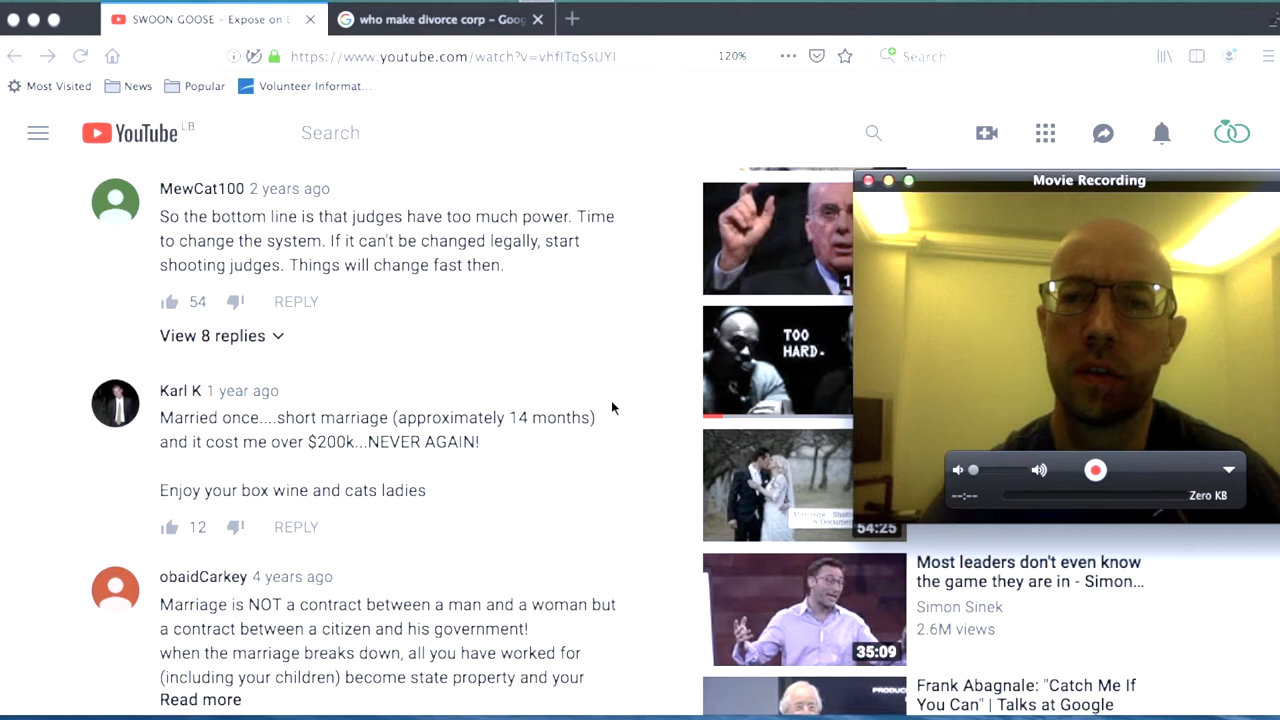 SWOON GOOSE - Expose on
who make divorce corp – Goog
https://www.youtube.com/watch?v=vhfITqSsUYI
120%
Search
Most Visited
News
Popular
Volunteer Informat...
YouTube LB
Search
MewCat100 2 years ago
So the bottom line is that judges have too much power. Time
to change the system. If it can't be changed legally, start
shooting judges. Things will change fast then.
54 REPLY
View 8 replies
Karl K 1 year ago
Married once....short marriage (approximately 14 months)
and it cost me over $200k...NEVER AGAIN!
Enjoy your box wine and cats ladies
12 REPLY
obaidCarkey 4 years ago
Marriage is NOT a contract between a man and a woman but
a contract between a citizen and his government!
when the marriage breaks down, all you have worked for
(including your children) become state property and your
Read more
TOO
HARD.
54:25
Movie Recording
--:--
Zero KB
35:09
Most leaders don't even know
the game they are in - Simon...
Simon Sinek
2.6M views
Frank Abagnale: "Catch Me If
You Can" | Talks at Google